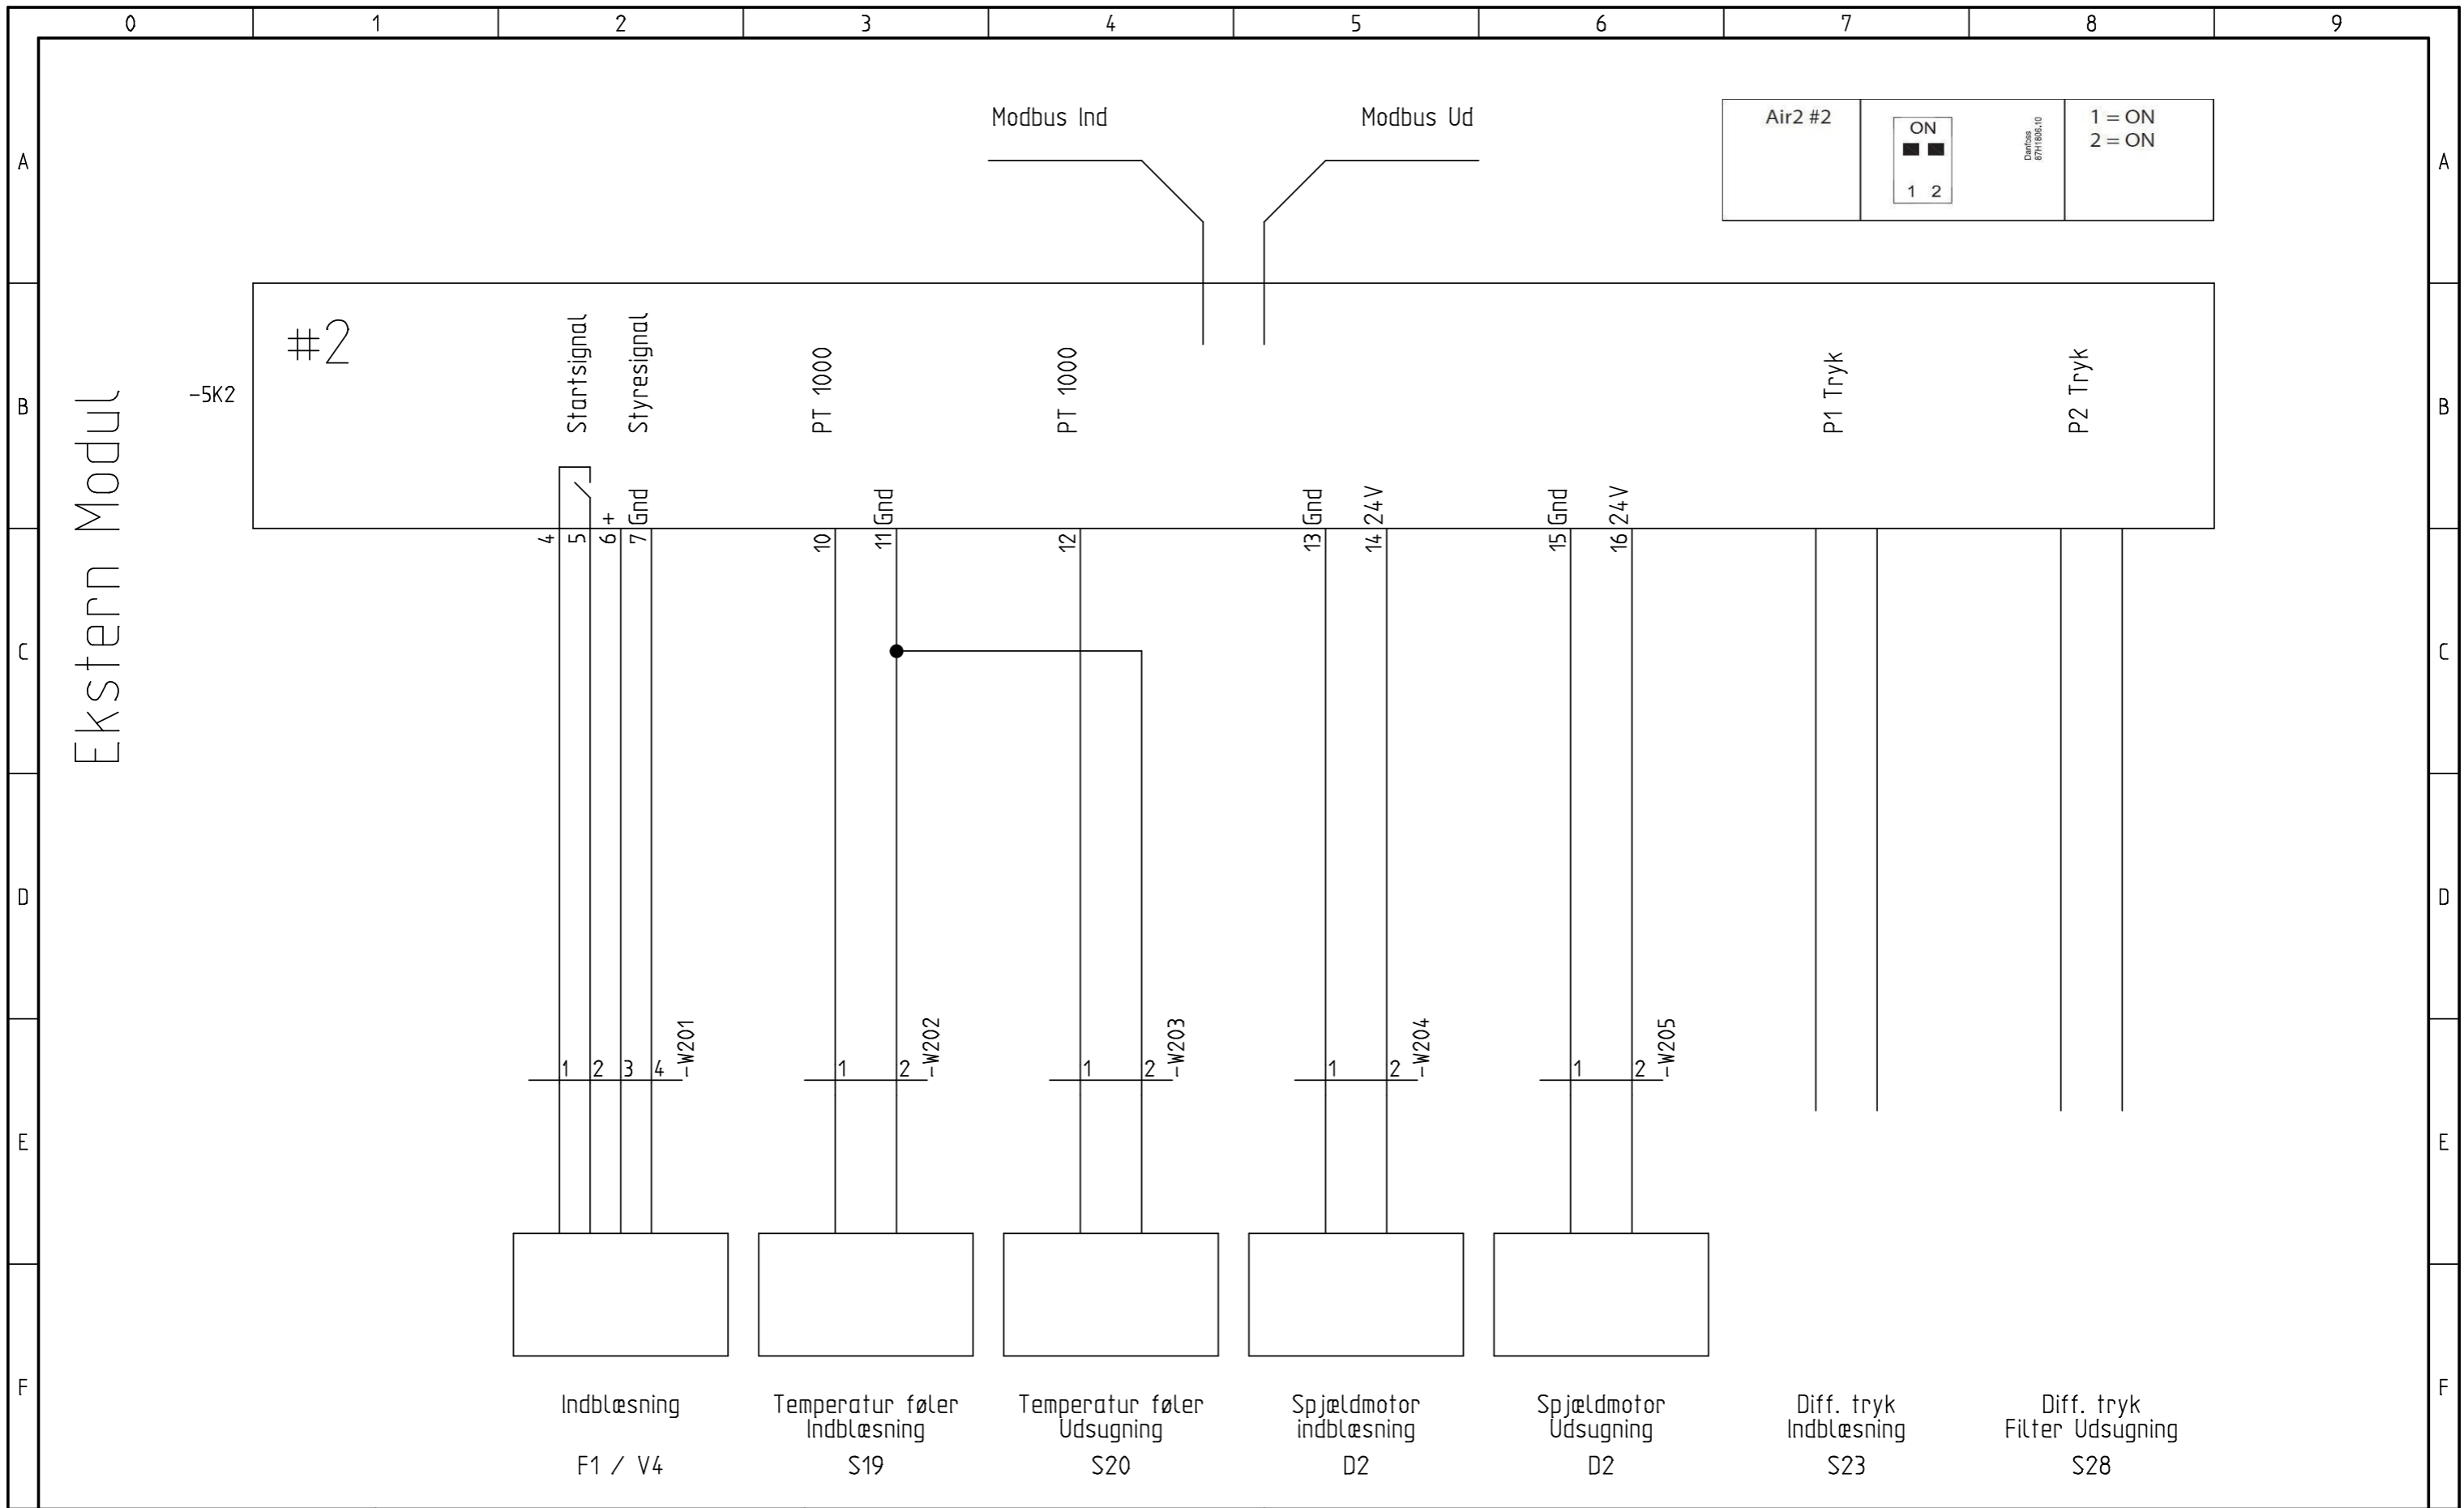 0 1 2 3 4 5 6 7 8 9
A
B
C
D
E
F
A
B
C
D
E
F
Modbus Ind
Modbus Ud
Air2 #2
ON
1 2
Danfoss
87H1806.10
1 = ON
2 = ON
Ekstern Modul
-5K2
#2
Startsignal
Styresignal
PT 1000
PT 1000
P1 Tryk
P2 Tryk
+
Gnd
Gnd
Gnd
24V
Gnd
24V
4 5 6 7
10 11
12
13 14
15 16
1 2 3 4
-W201
1 2
-W202
1 2
-W203
1 2
-W204
1 2
-W205
Indblæsning
F1 / V4
Temperatur føler
Indblæsning
S19
Temperatur føler
Udsugning
S20
Spjældmotor
indblæsning
D2
Spjældmotor
Udsugning
D2
Diff. tryk
Indblæsning
S23
Diff. tryk
Filter Udsugning
S28